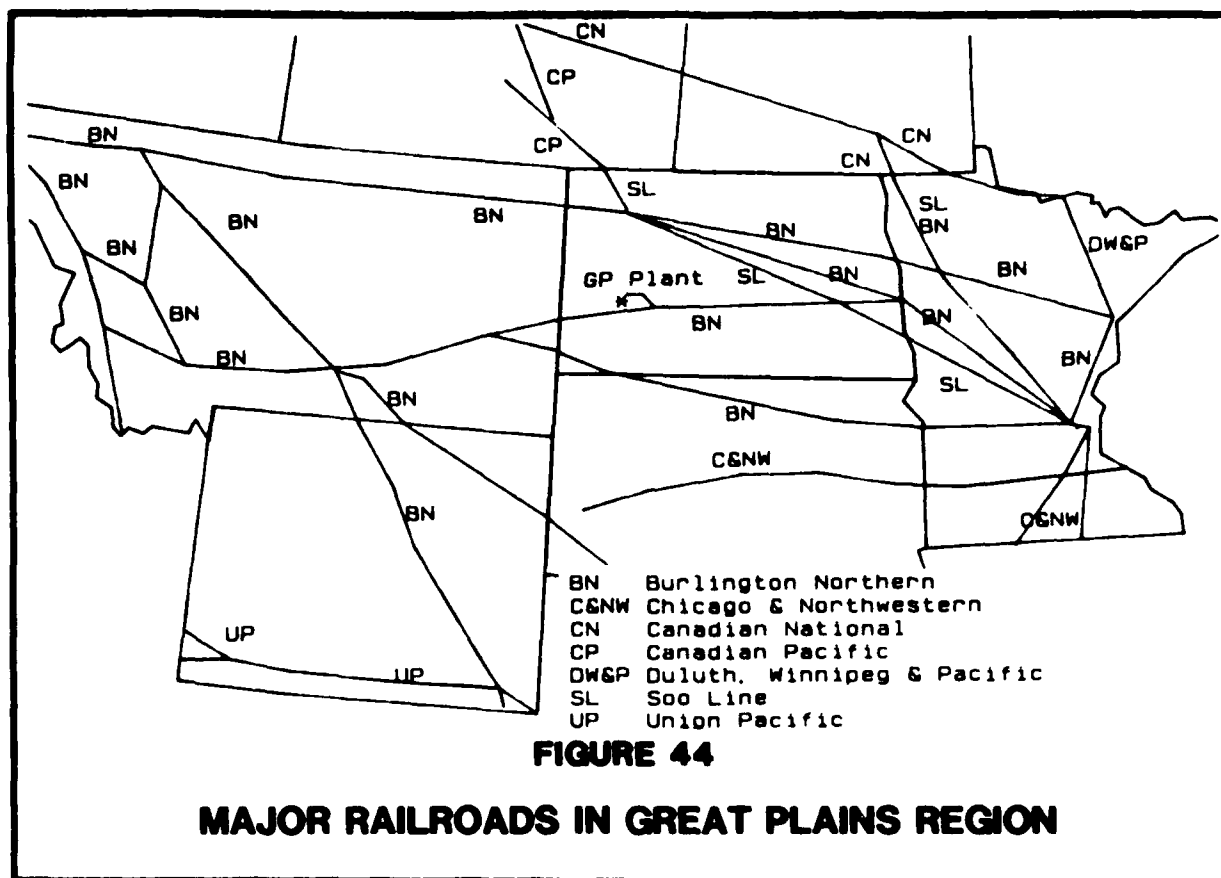 CN
CP
BN
CN
CP
CN
BN
SL
SL
BN
BN
BN
BN
DW&P
BN
BN
GP Plant
SL
BN
BN
BN
BN
BN
BN
BN
SL
BN
BN
C&NW
BN
C&NW
UP
UP
BN Burlington Northern
C&NW Chicago & Northwestern
CN Canadian National
CP Canadian Pacific
DW&P Duluth, Winnipeg & Pacific
SL Soo Line
UP Union Pacific
FIGURE 44
MAJOR RAILROADS IN GREAT PLAINS REGION